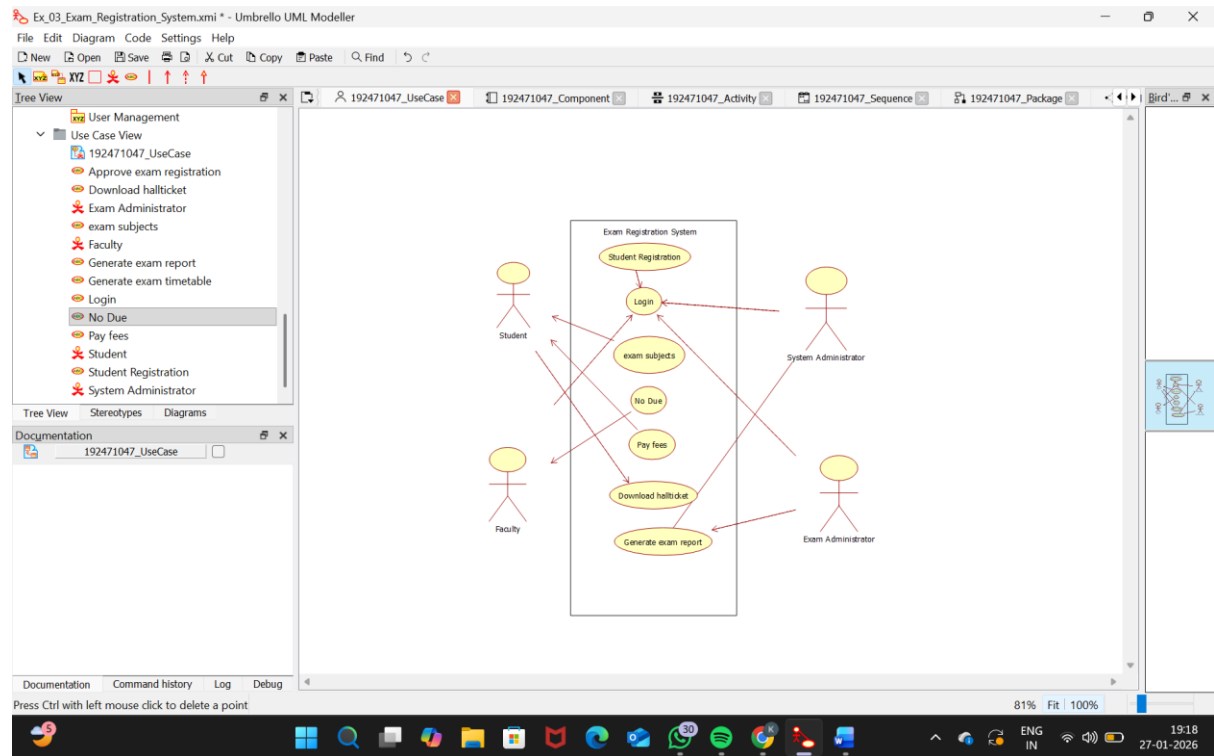 Ex_03_Exam_Registration_System.xmi * - Umbrello UML Modeller
File Edit Diagram Code Settings Help
New Open Save Cut Copy Paste Find
XYZ XYZ
Tree View
192471047_UseCase 192471047_Component 192471047_Activity 192471047_Sequence 192471047_Package
Bird'...
User Management
Use Case View
192471047_UseCase
Approve exam registration
Download hallticket
Exam Administrator
exam subjects
Faculty
Generate exam report
Generate exam timetable
Login
No Due
Pay fees
Student
Student Registration
System Administrator
Tree View Stereotypes Diagrams
Documentation
192471047_UseCase
Exam Registration System
Student Registration
Login
Student
exam subjects
System Administrator
No Due
Pay fees
Download hallticket
Faculty
Generate exam report
Exam Administrator
Documentation Command history Log Debug
Press Ctrl with left mouse click to delete a point
81% Fit 100%
5
30
K
ENG
IN
19:18
27-01-2026